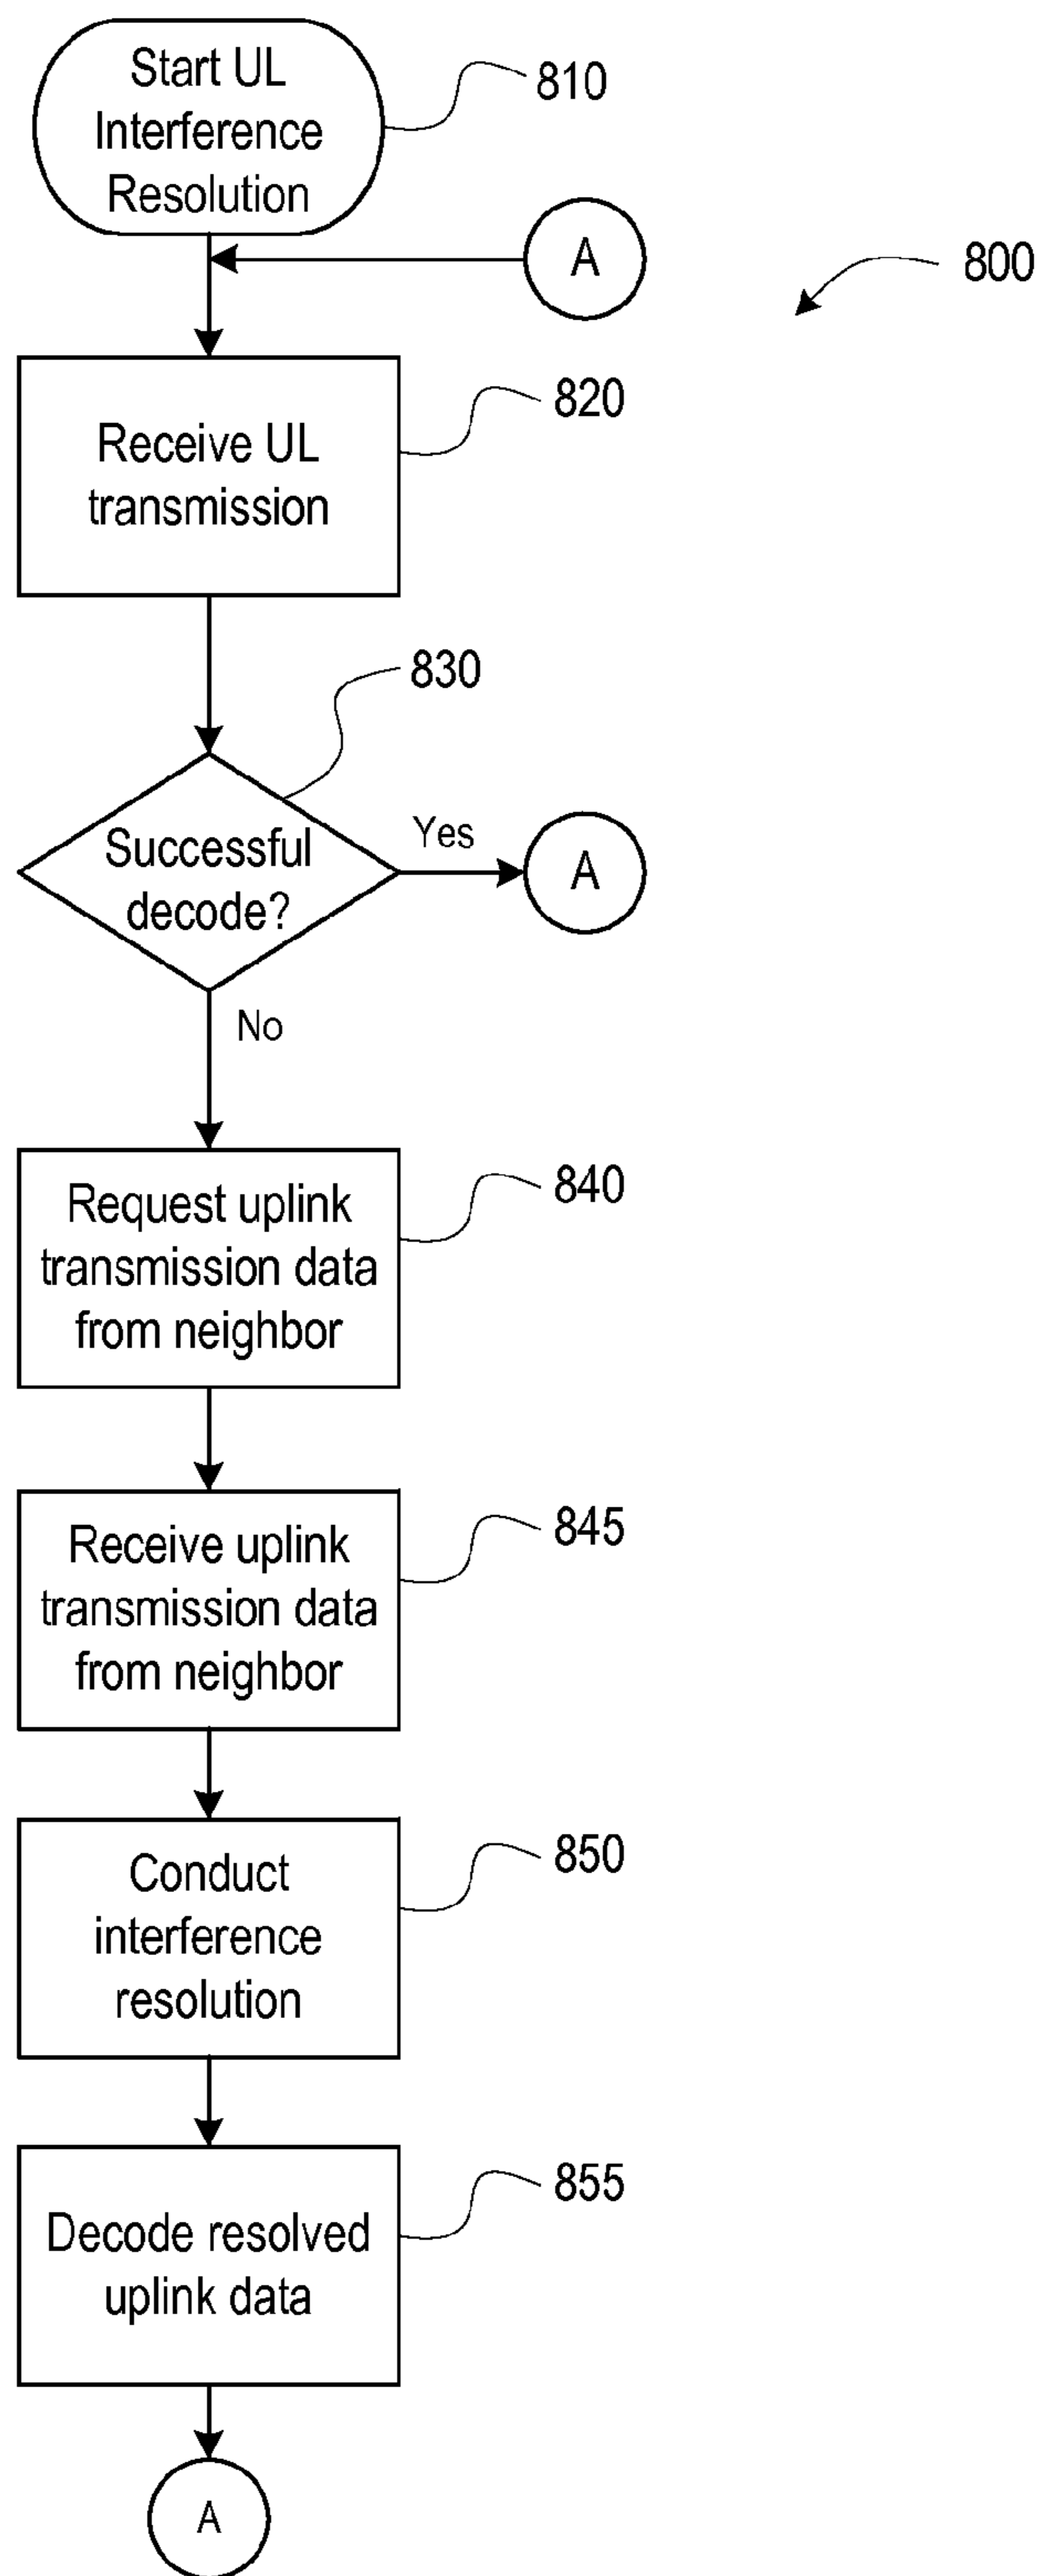 Start UL
Interference
Resolution
810
A
800
Receive UL
transmission
820
830
Successful
decode?
Yes
A
No
Request uplink
transmission data
from neighbor
840
Receive uplink
transmission data
from neighbor
845
Conduct
interference
resolution
850
Decode resolved
uplink data
855
A